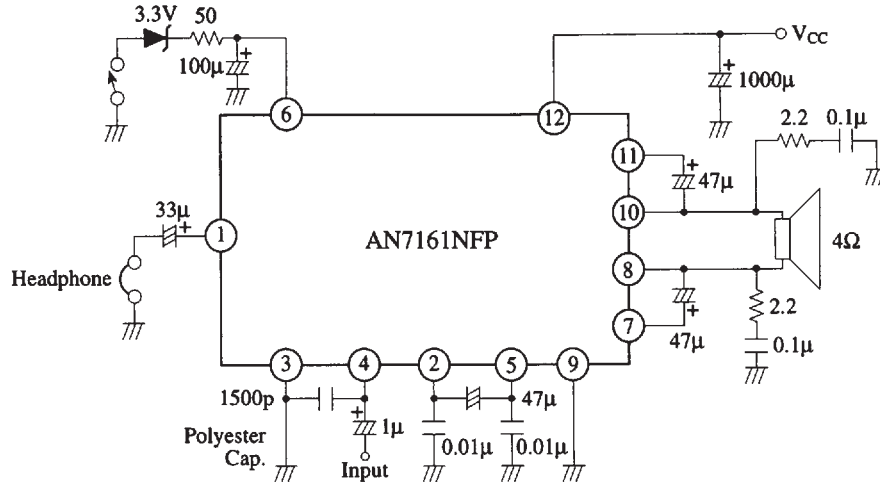 3.3V
50
100μ
6
12
V_CC
1000μ
2.2
0.1μ
11
47μ
10
33μ
1
AN7161NFP
4Ω
Headphone
8
2.2
7
47μ
0.1μ
3
4
2
5
9
1500p
47μ
Polyester
Cap.
1μ
0.01μ
0.01μ
Input